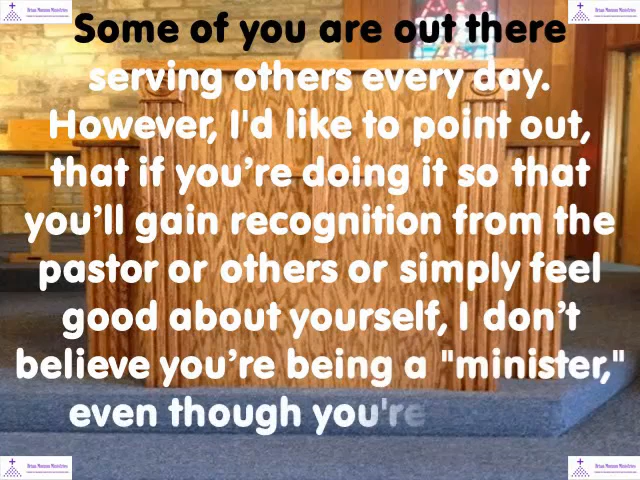 Some of you are out there
serving others every day.
However, I'd like to point out,
that if you’re doing it so that
you’ll gain recognition from the
pastor or others or simply feel
good about yourself, I don’t
believe you’re being a "minister,"
even though you're